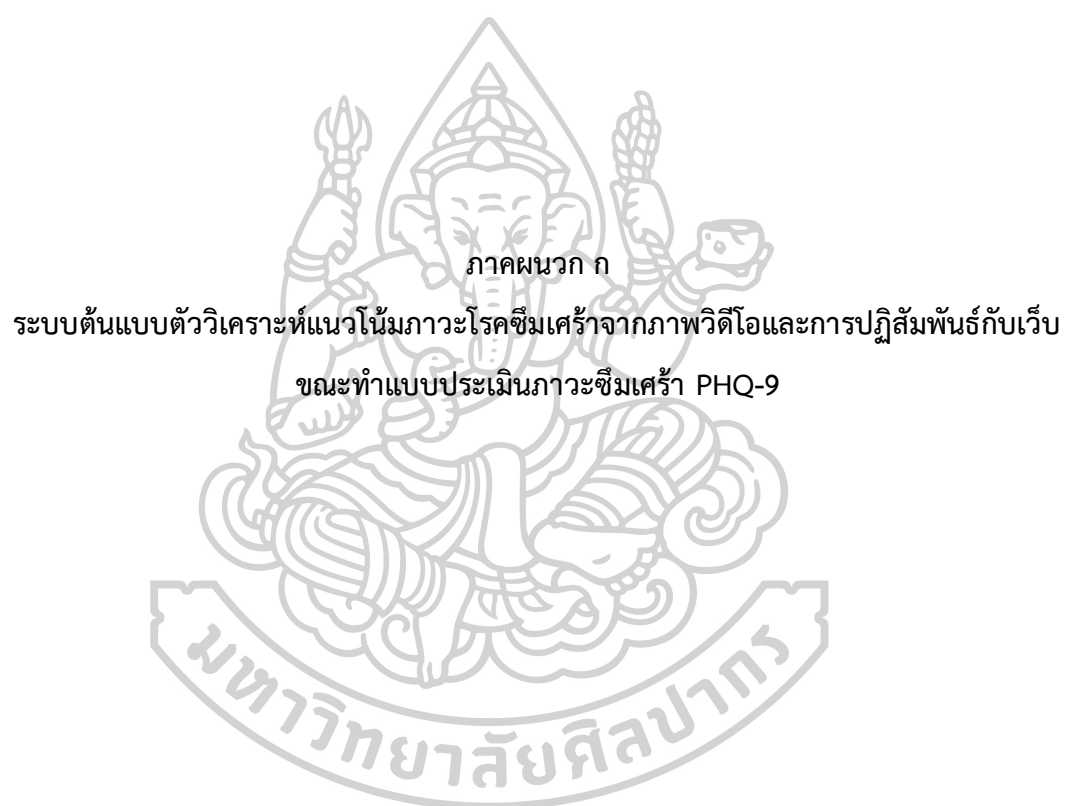 ภาคผนวก ก
ระบบต้นแบบตัววิเคราะห์แนวโน้มภาวะโรคซึมเศร้าจากภาพวิดีโอและการปฏิสัมพันธ์กับเว็บ
ขณะทำแบบประเมินภาวะซึมเศร้า PHQ-9
มหาวิทยาลัยศิลปากร